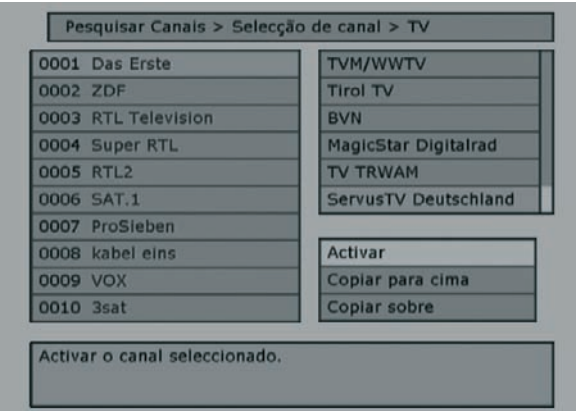 Pesquisar Canais > Selecção de canal > TV
0001 Das Erste
0002 ZDF
0003 RTL Television
0004 Super RTL
0005 RTL2
0006 SAT.1
0007 ProSieben
0008 kabel eins
0009 VOX
0010 3sat
TVM/WWTV
Tirol TV
BVN
MagicStar Digitalrad
TV TRWAM
ServusTV Deutschland
Activar
Copiar para cima
Copiar sobre
Activar o canal seleccionado.